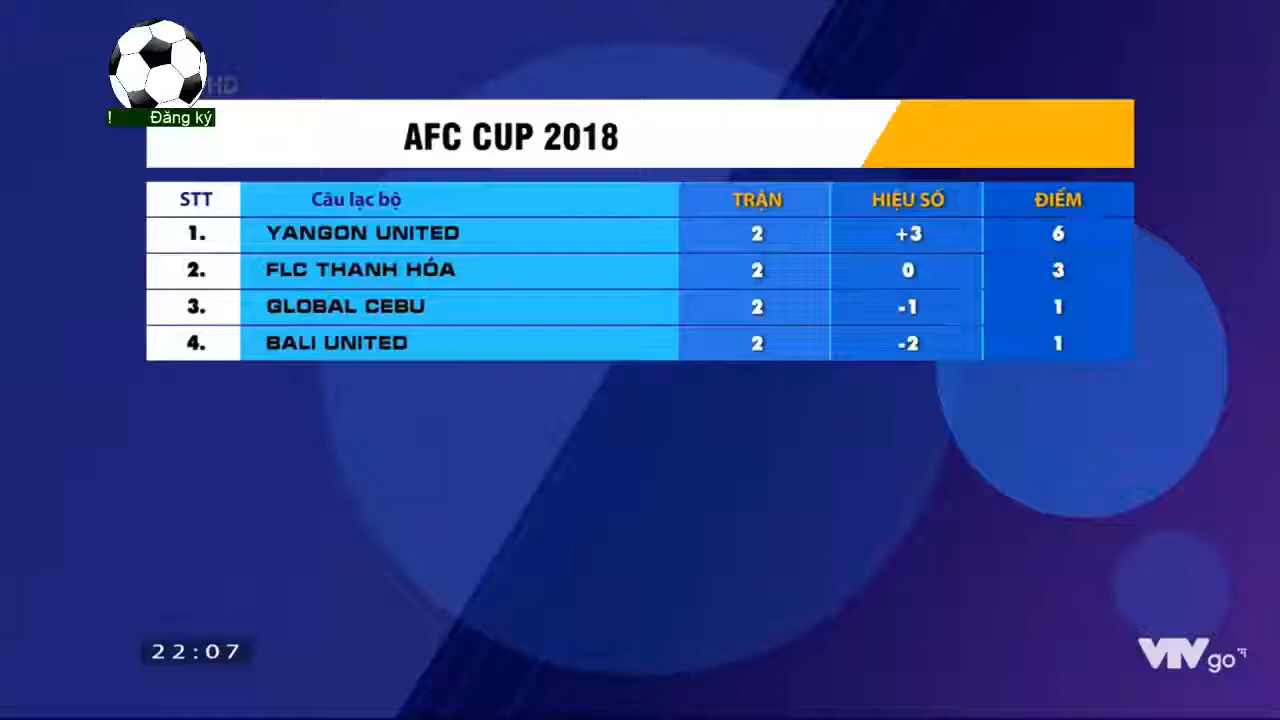 HD
! Đăng ký
AFC CUP 2018
STT Câu lạc bộ TRẬN HIỆU SỐ ĐIỂM
1. YANGON UNITED 2 +3 6
2. FLC THANH HÓA 2 0 3
3. GLOBAL CEBU 2 -1 1
4. BALI UNITED 2 -2 1
22:07
VTV go